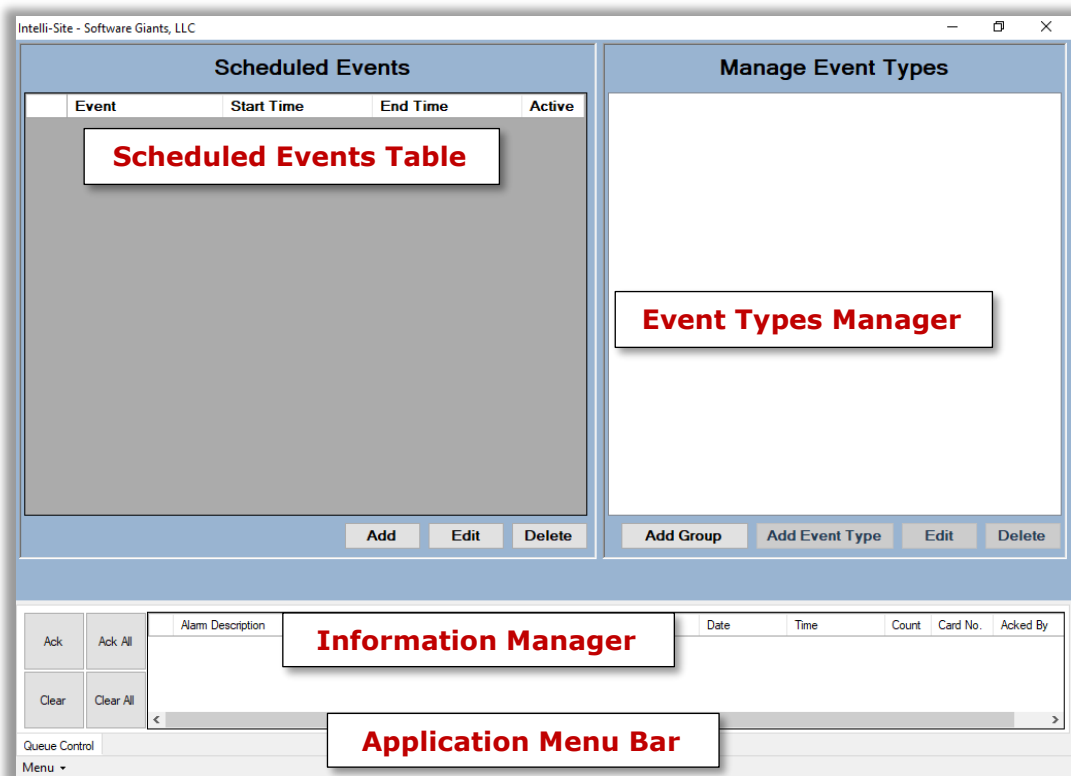 Intelli-Site - Software Giants, LLC
Scheduled Events
Event Start Time End Time Active
Scheduled Events Table
Add Edit Delete
Manage Event Types
Event Types Manager
Add Group Add Event Type Edit Delete
Ack Ack All
Clear Clear All
Alarm Description Date Time Count Card No. Acked By
Information Manager
Application Menu Bar
Queue Control
Menu